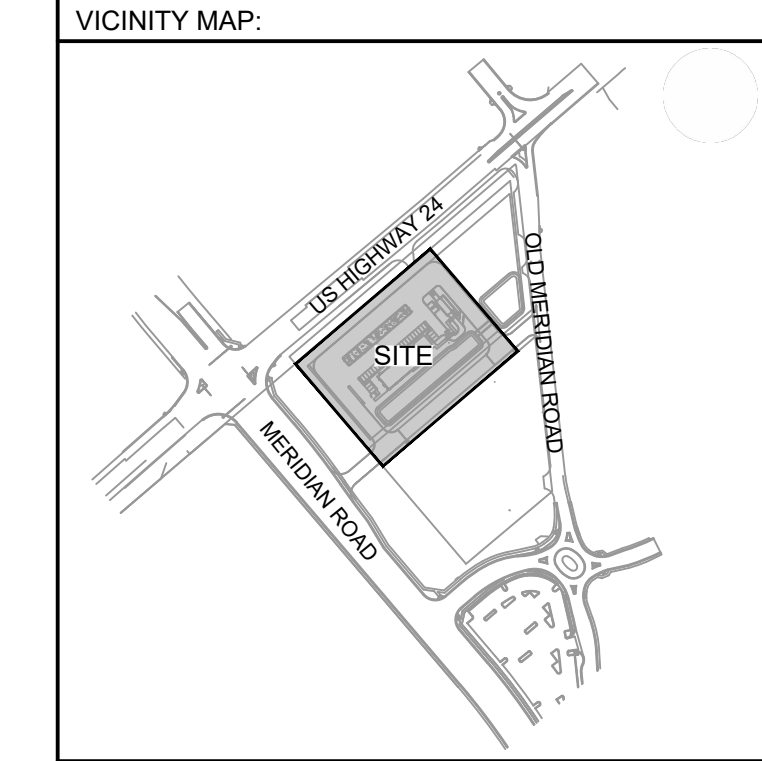 VICINITY MAP:
US HIGHWAY 24
OLD MERIDIAN ROAD
SITE
MERIDIAN ROAD